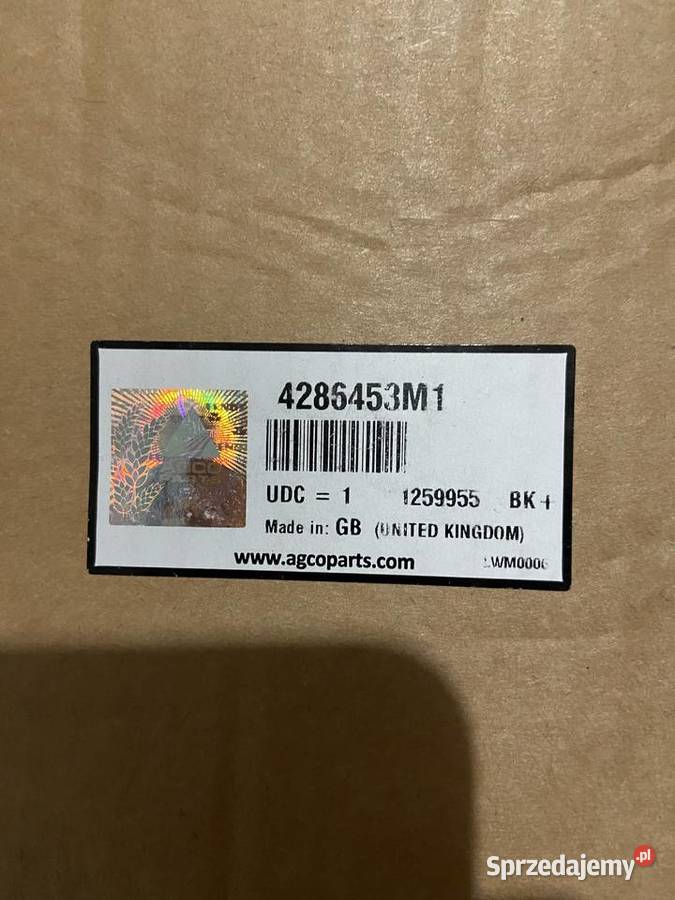 4286453M1
UDC = 1 1259955 BK+
Made in: GB (UNITED KINGDOM)
www.agcoparts.com
Sprzedajemy.pl